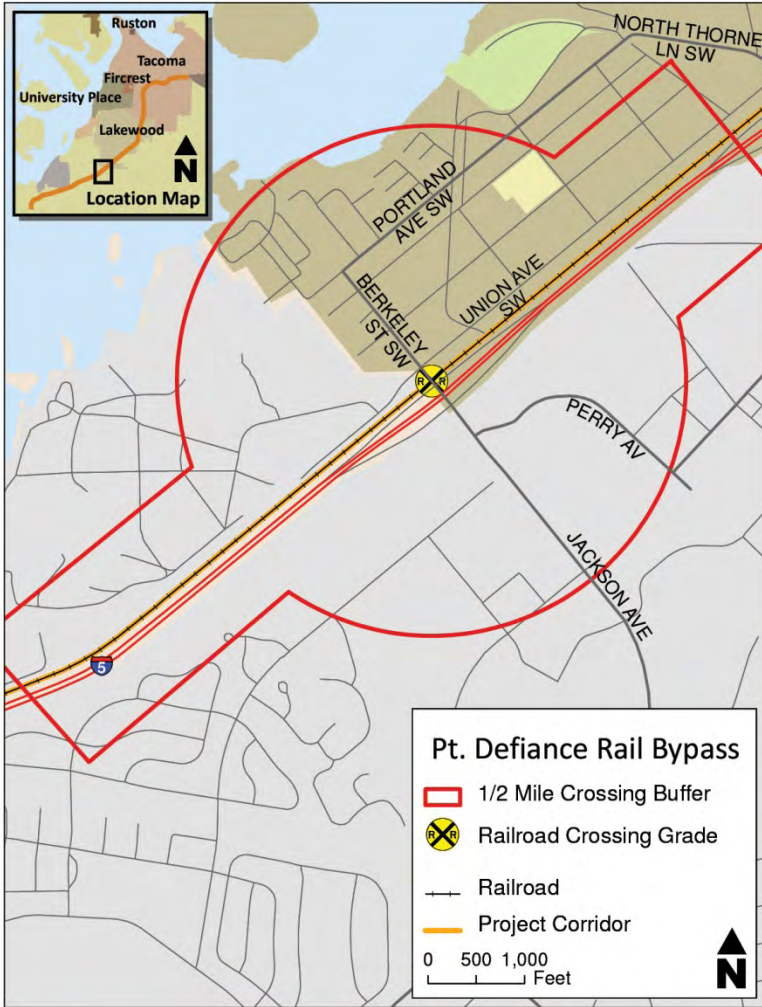 Ruston
Tacoma
Fircrest
University Place
Lakewood
N
Location Map
NORTH THORNE
LN SW
PORTLAND
AVE SW
UNION AVE
SW
BERKELEY
ST SW
R R
PERRY AV
JACKSON AVE
5
Pt. Defiance Rail Bypass
1/2 Mile Crossing Buffer
R R
Railroad Crossing Grade
Railroad
Project Corridor
0 500 1,000
Feet
N